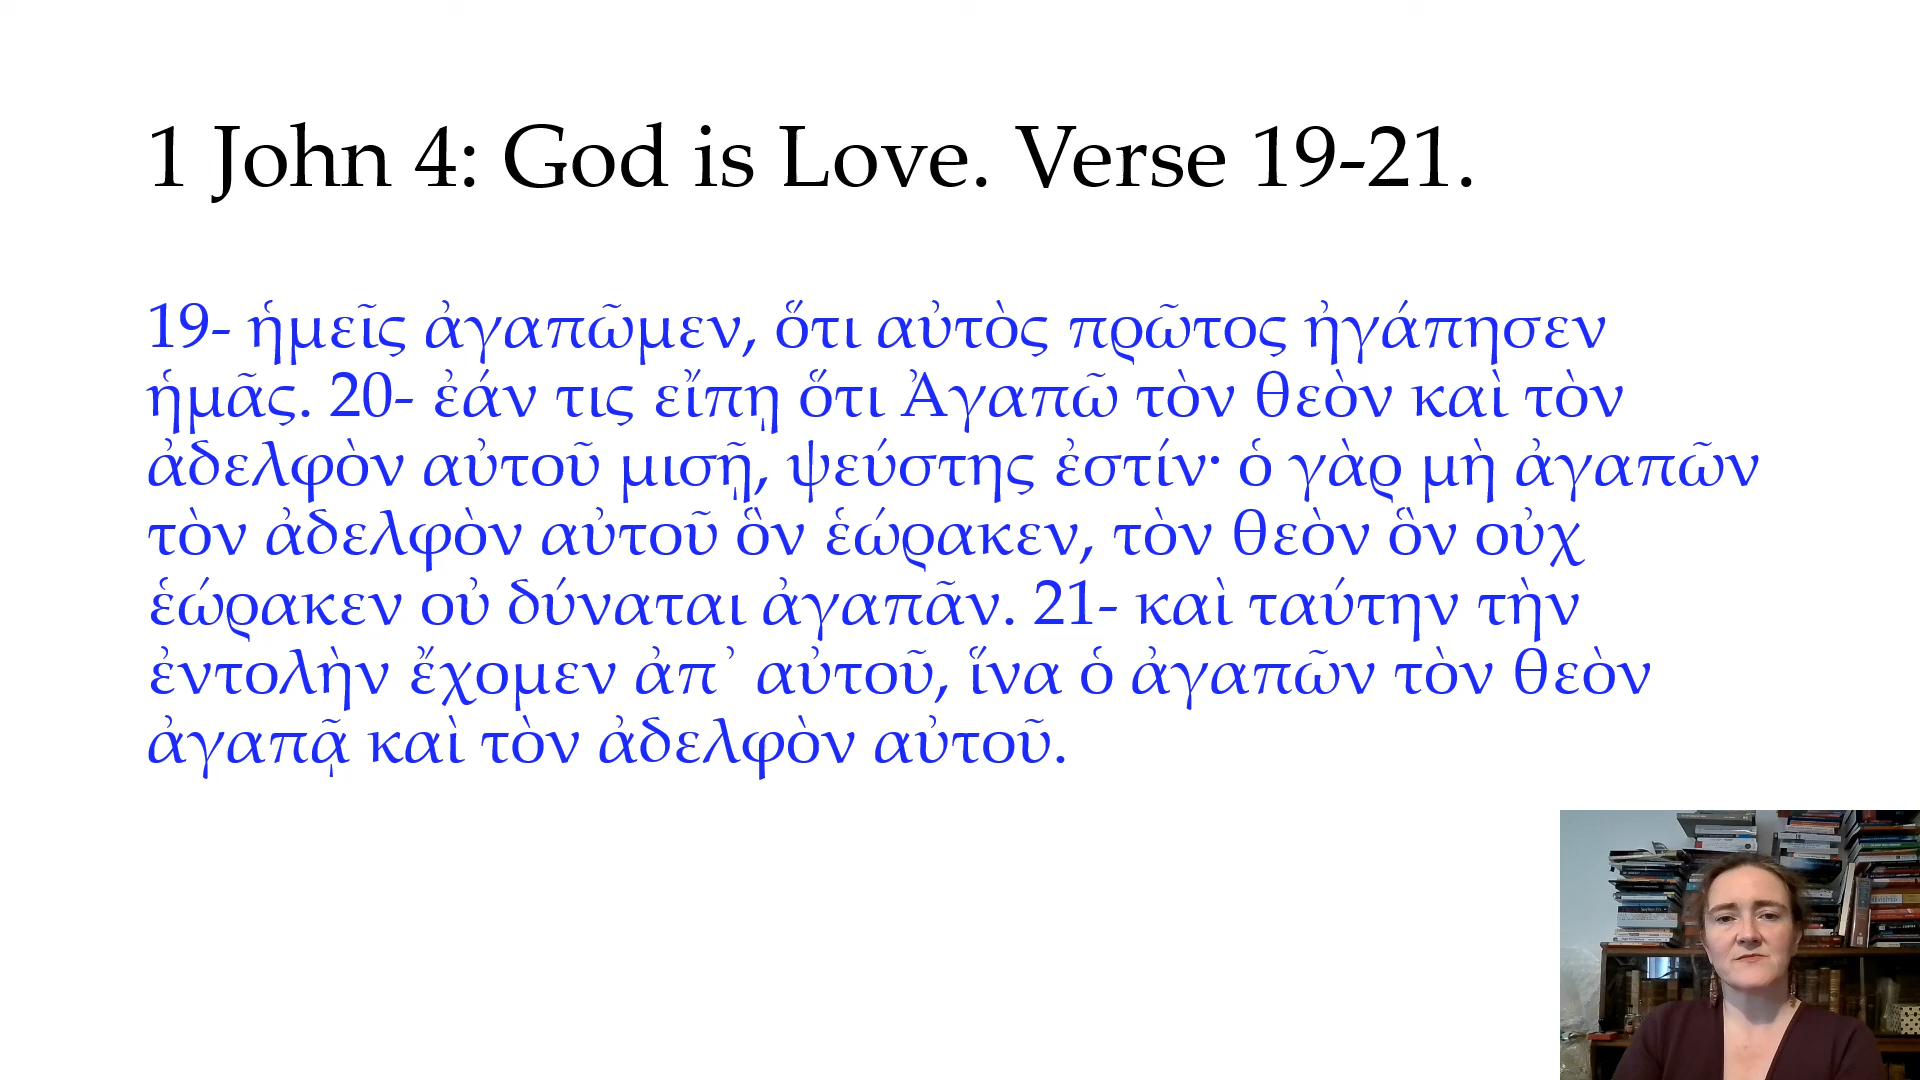 1 John 4: God is Love. Verse 19-21.
19- ἡμεῖς ἀγαπῶμεν, ὅτι αὐτὸς πρῶτος ἠγάπησεν
ἡμᾶς. 20- ἐάν τις εἴπῃ ὅτι Ἀγαπῶ τὸν θεὸν καὶ τὸν
ἀδελφὸν αὐτοῦ μισῇ, ψεύστης ἐστίν· ὁ γὰρ μὴ ἀγαπῶν
τὸν ἀδελφὸν αὐτοῦ ὃν ἑώρακεν, τὸν θεὸν ὃν οὐχ
ἑώρακεν οὐ δύναται ἀγαπᾶν. 21- καὶ ταύτην τὴν
ἐντολὴν ἔχομεν ἀπ᾽ αὐτοῦ, ἵνα ὁ ἀγαπῶν τὸν θεὸν
ἀγαπᾷ καὶ τὸν ἀδελφὸν αὐτοῦ.